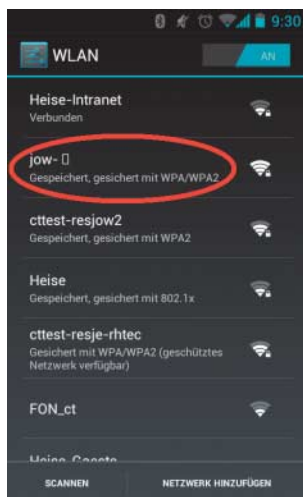 9:30
WLAN
AN
Heise-Intranet
Verbunden
jow- ▯
Gespeichert, gesichert mit WPA/WPA2
cttest-resjow2
Gespeichert, gesichert mit WPA2
Heise
Gespeichert, gesichert mit 802.1x
cttest-resje-rhtec
Gesichert mit WPA/WPA2 (geschütztes
Netzwerk verfügbar)
FON_ct
Heise-Gaeste
SCANNEN NETZWERK HINZUFÜGEN